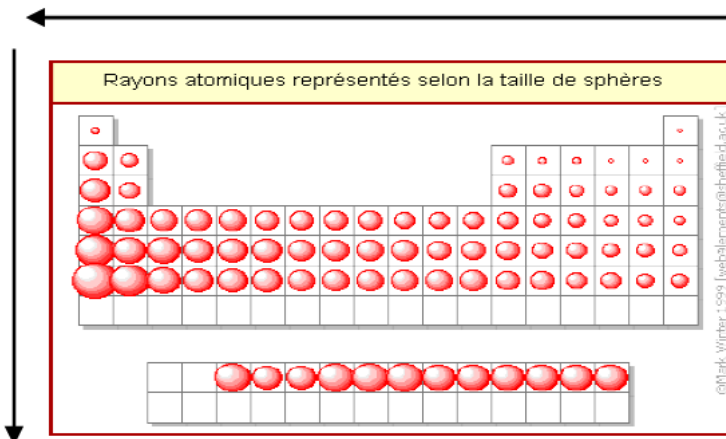 Rayons atomiques représentés selon la taille de sphères
©Mark Winter 1999 [webelements@sheffield.ac.uk]